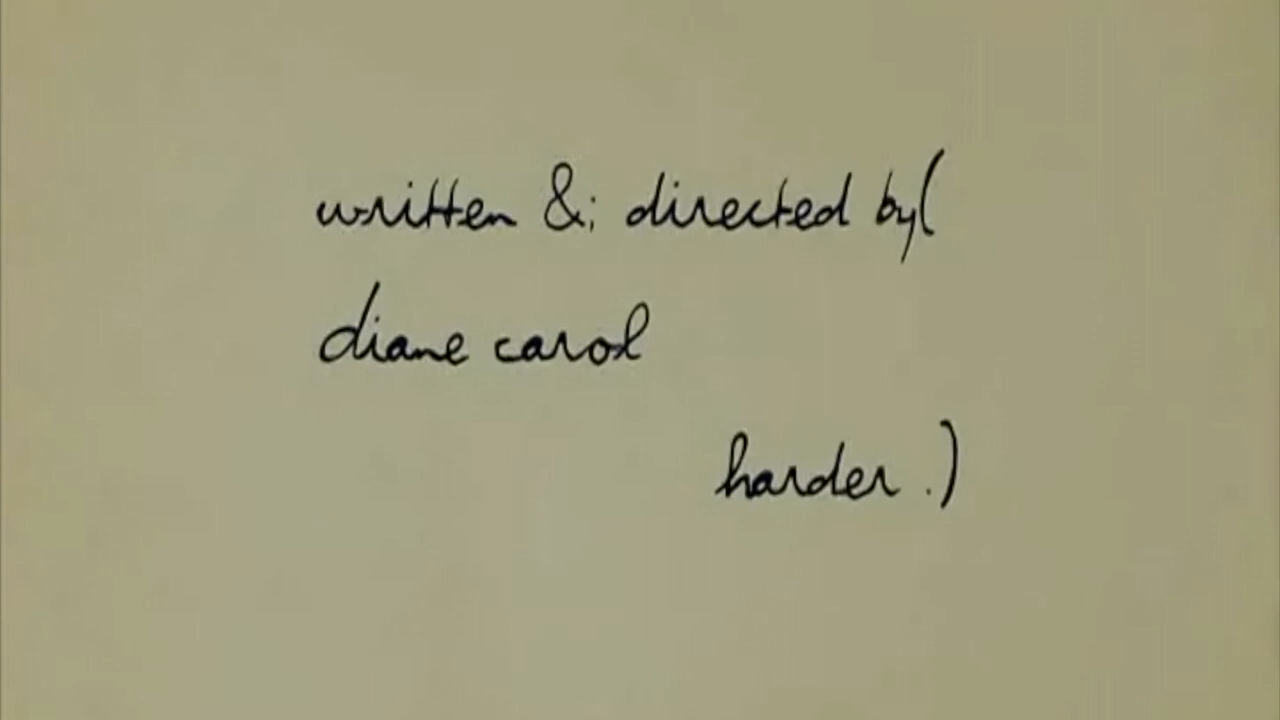 written &; directed by(
diane carol
harder .)